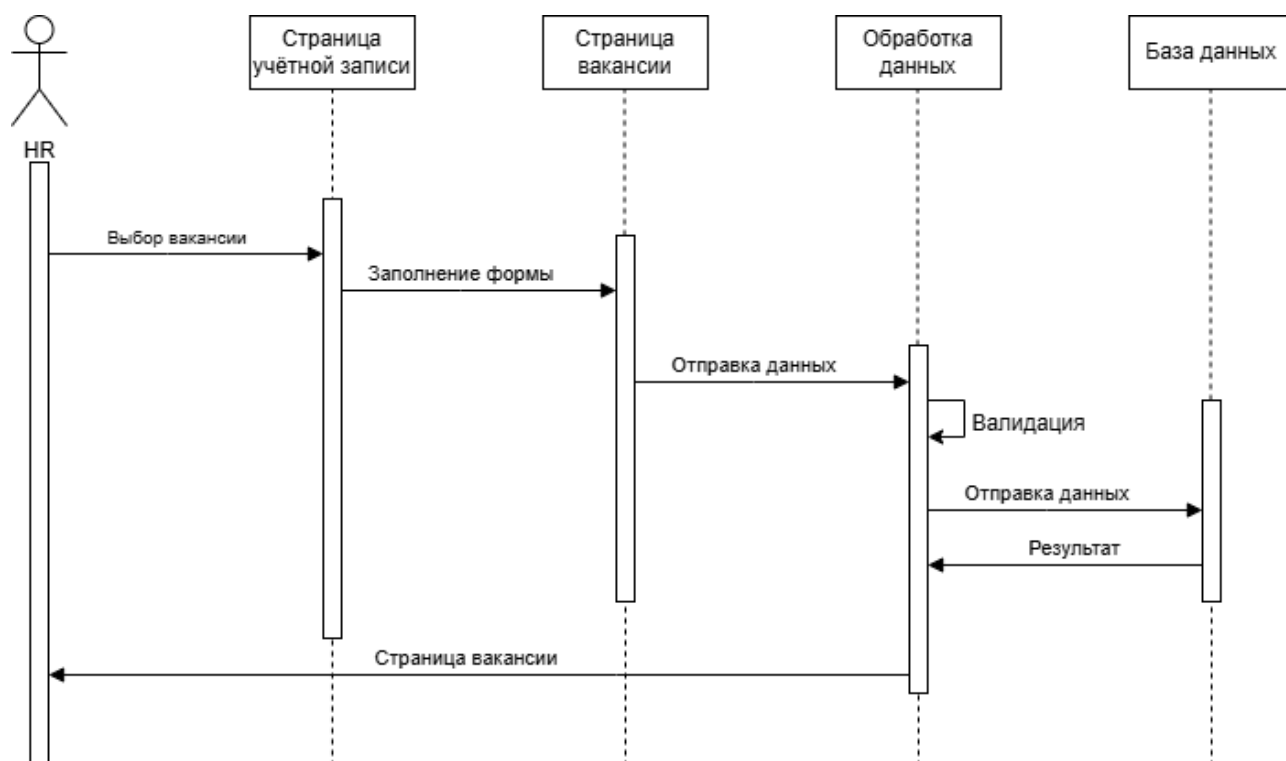 Страница
учётной записи
Страница
вакансии
Обработка
данных
База данных
HR
Выбор вакансии
Заполнение формы
Отправка данных
Валидация
Отправка данных
Результат
Страница вакансии